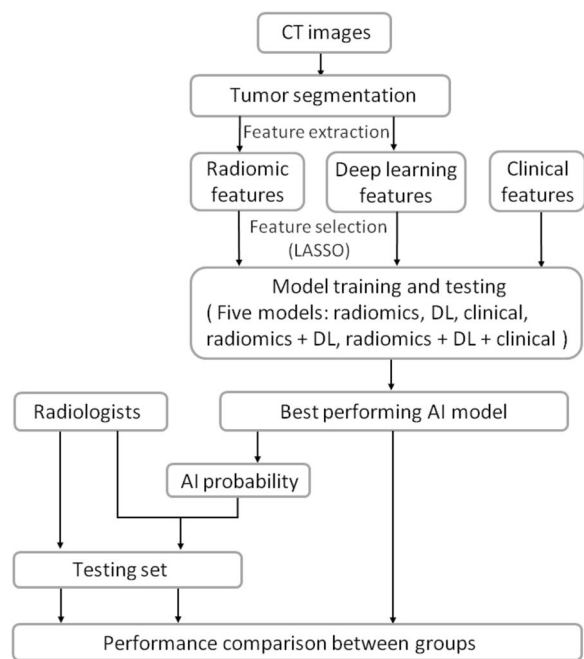 CT images
Tumor segmentation
Feature extraction
Radiomic
features
Deep learning
features
Clinical
features
Feature selection
(LASSO)
Model training and testing
( Five models: radiomics, DL, clinical,
radiomics + DL, radiomics + DL + clinical )
Radiologists
Best performing AI model
AI probability
Testing set
Performance comparison between groups